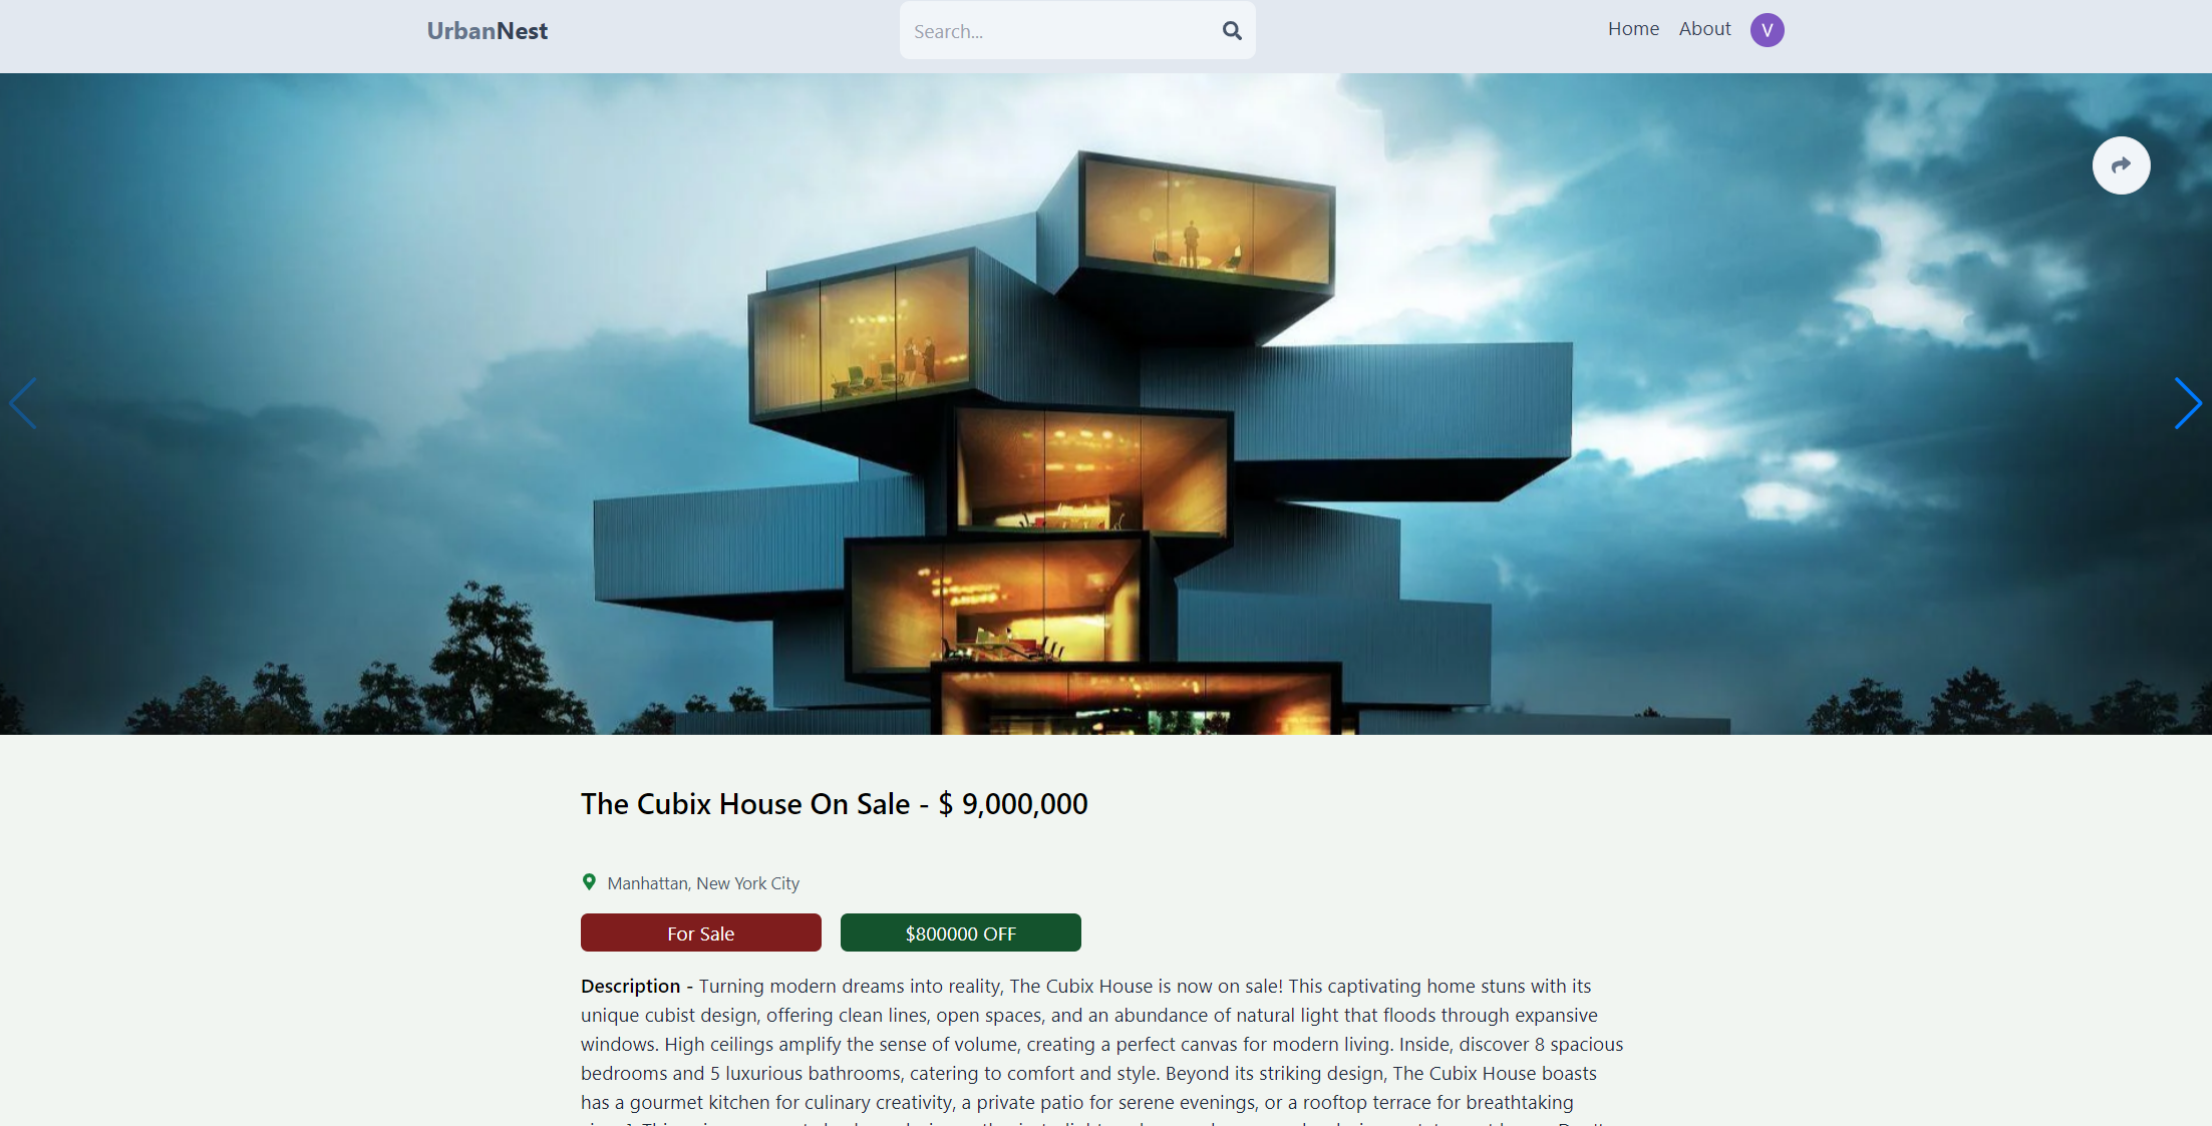 UrbanNest
Search...
Home
About
V
The Cubix House On Sale - $ 9,000,000
Manhattan, New York City
For Sale
$800000 OFF
Description - Turning modern dreams into reality, The Cubix House is now on sale! This captivating home stuns with its
unique cubist design, offering clean lines, open spaces, and an abundance of natural light that floods through expansive
windows. High ceilings amplify the sense of volume, creating a perfect canvas for modern living. Inside, discover 8 spacious
bedrooms and 5 luxurious bathrooms, catering to comfort and style. Beyond its striking design, The Cubix House boasts
has a gourmet kitchen for culinary creativity, a private patio for serene evenings, or a rooftop terrace for breathtaking